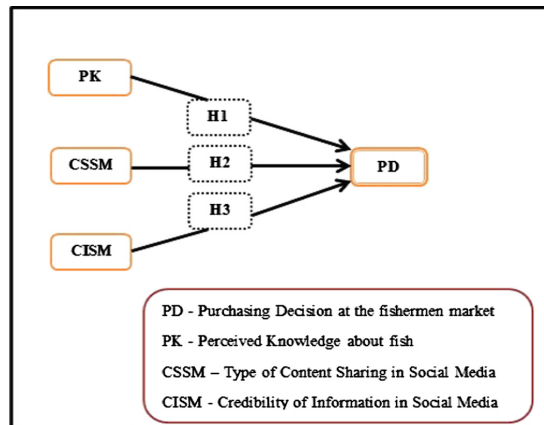 PK
H1
CSSM
H2
PD
H3
CISM
PD - Purchasing Decision at the fishermen market
PK - Perceived Knowledge about fish
CSSM – Type of Content Sharing in Social Media
CISM - Credibility of Information in Social Media